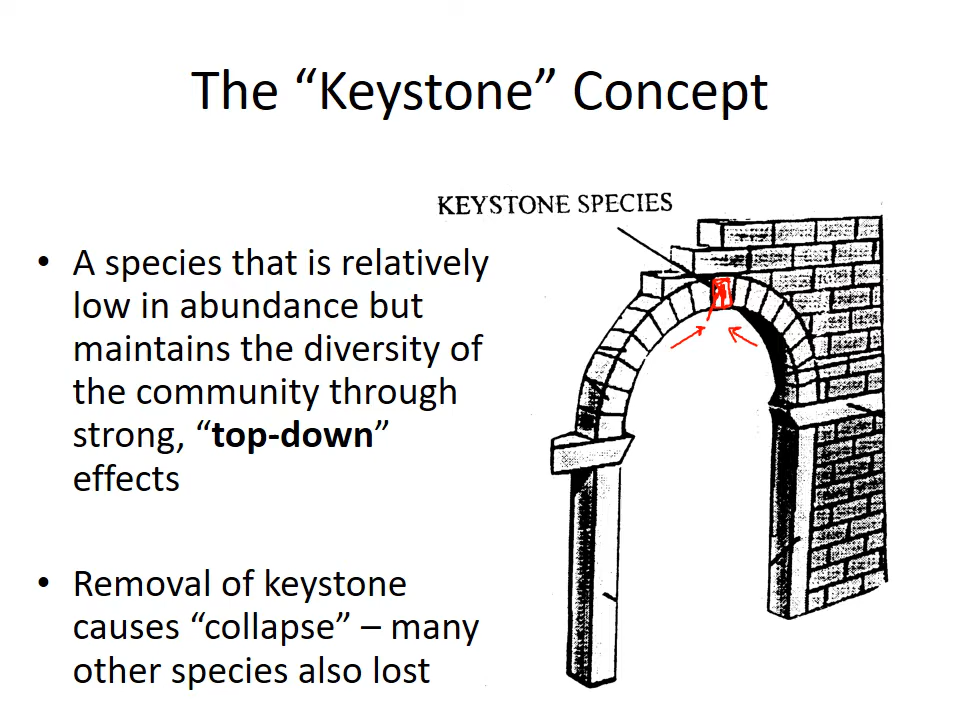 The “Keystone” Concept
KEYSTONE SPECIES
• A species that is relatively
low in abundance but
maintains the diversity of
the community through
strong, “top-down”
effects
• Removal of keystone
causes “collapse” – many
other species also lost